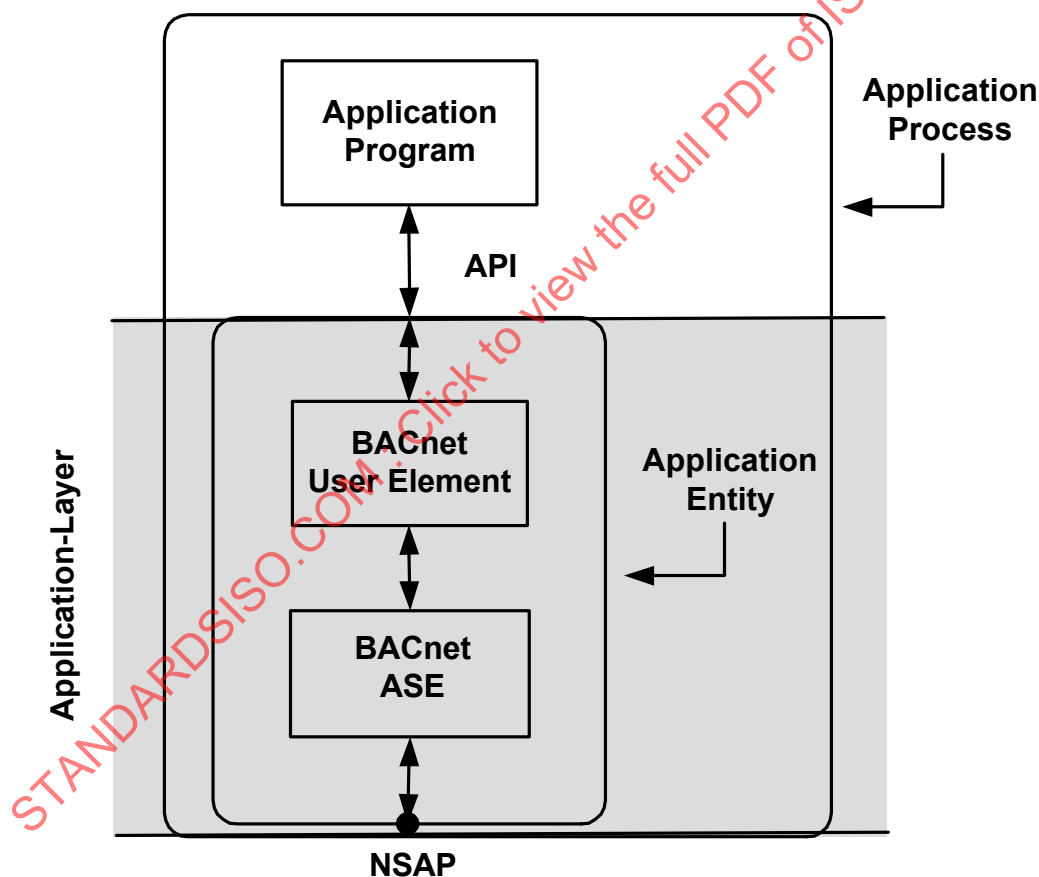 Application
Program
Application
Process
API
BACnet
User Element
Application
Entity
Application-Layer
BACnet
ASE
NSAP
STANDARDSISO.COM : Click to view the full PDF of IS